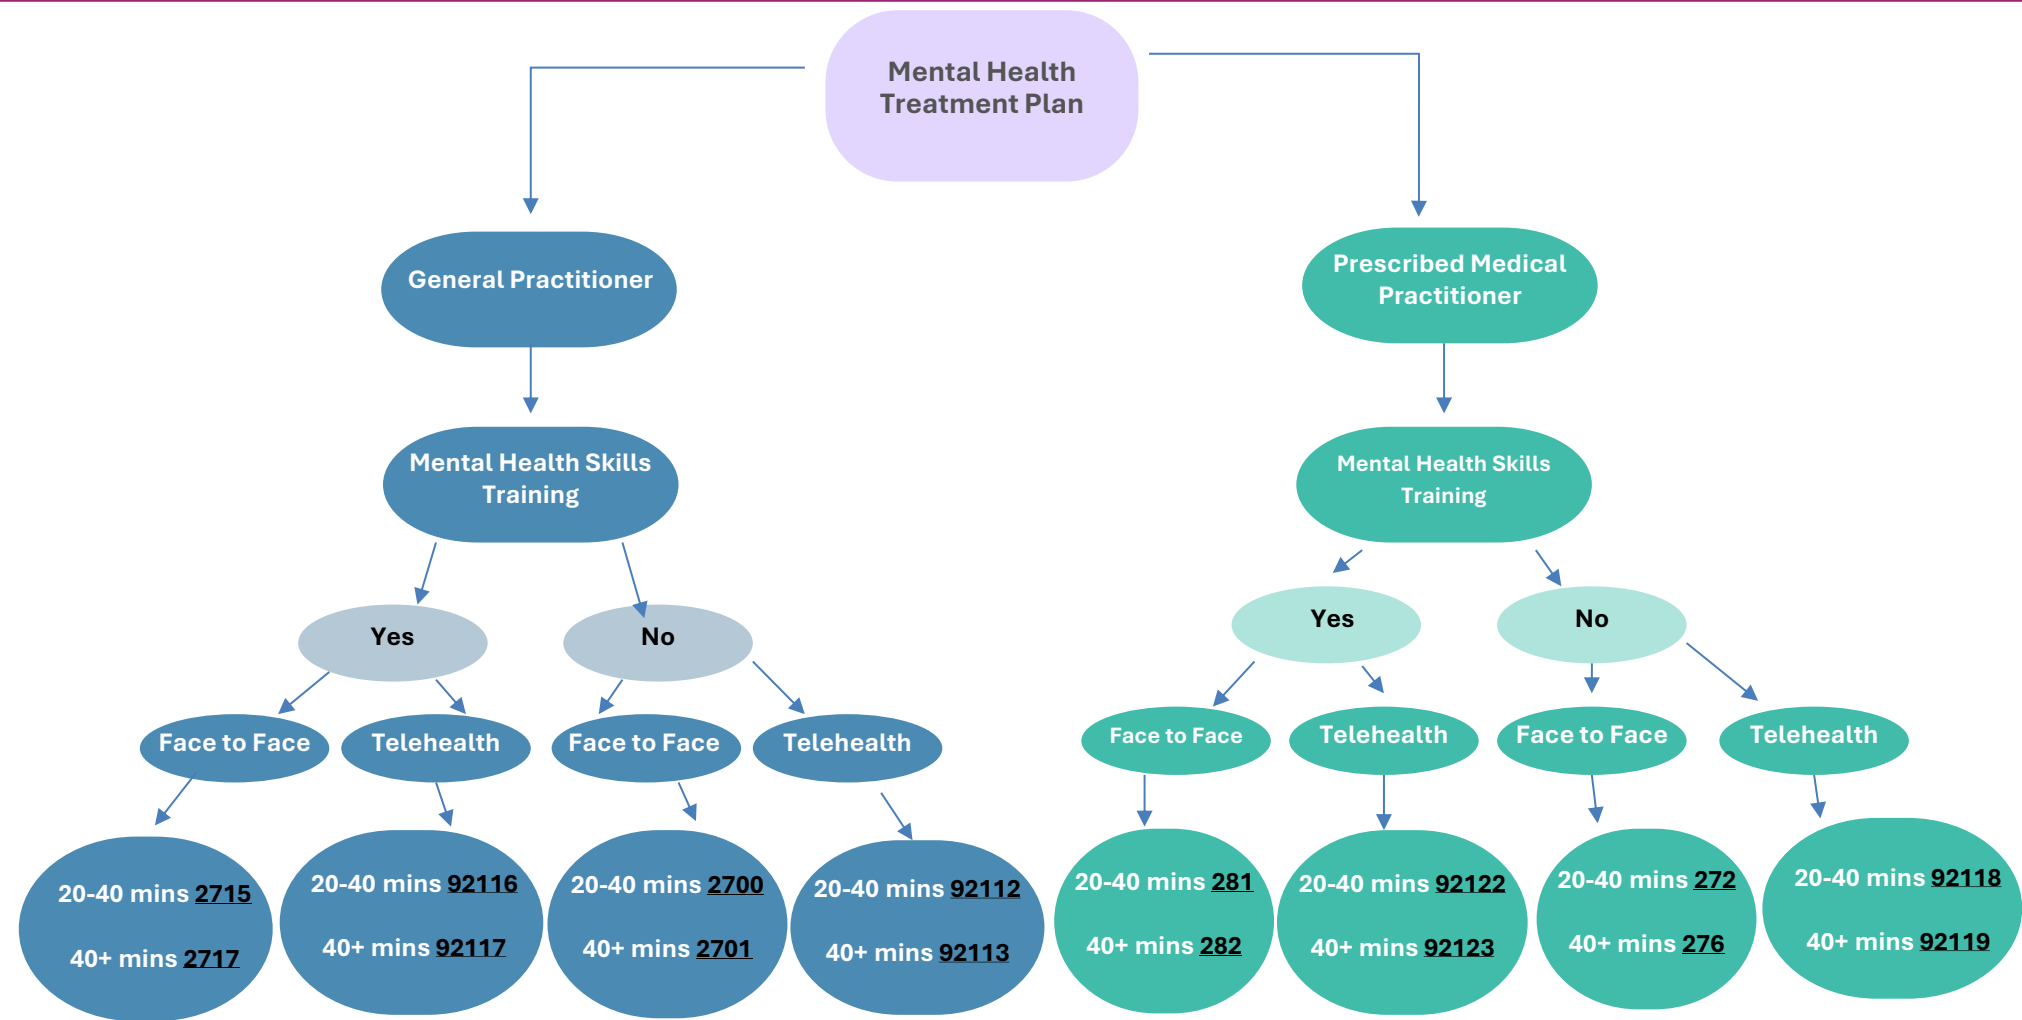 Mental Health
Treatment Plan
General Practitioner
Prescribed Medical
Practitioner
Mental Health Skills
Training
Mental Health Skills
Training
Yes
No
Yes
No
Face to Face
Telehealth
Face to Face
Telehealth
Face to Face
Telehealth
Face to Face
Telehealth
20-40 mins 2715
40+ mins 2717
20-40 mins 92116
40+ mins 92117
20-40 mins 2700
40+ mins 2701
20-40 mins 92112
40+ mins 92113
20-40 mins 281
40+ mins 282
20-40 mins 92122
40+ mins 92123
20-40 mins 272
40+ mins 276
20-40 mins 92118
40+ mins 92119